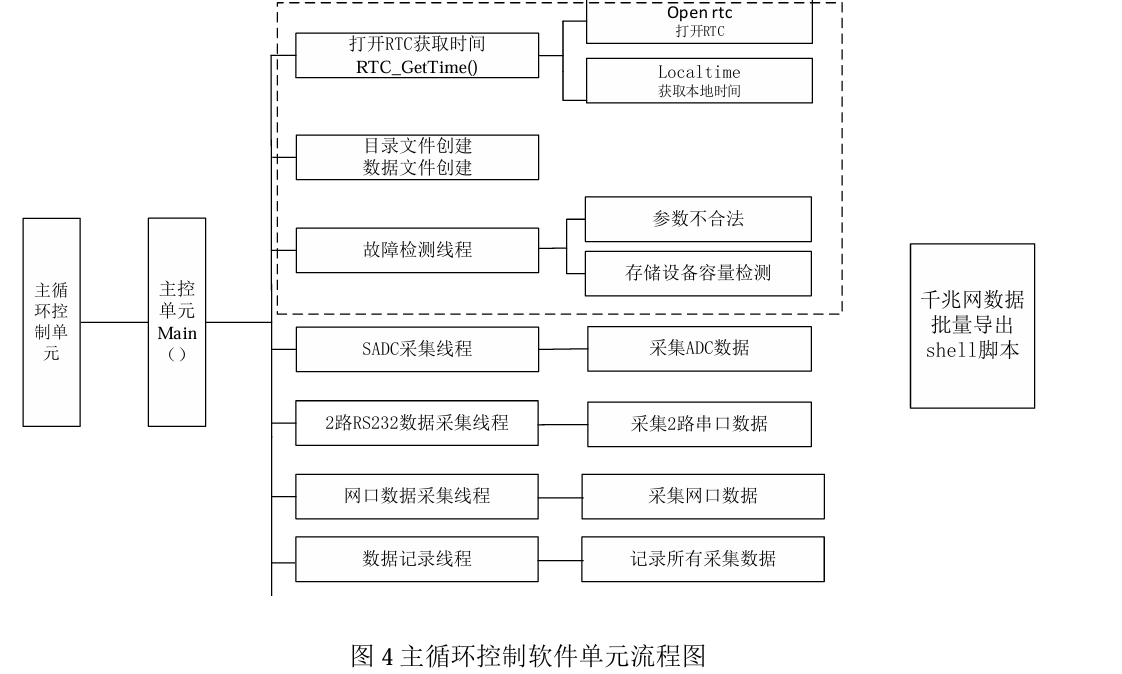 Open rtc
打开RTC
打开RTC获取时间
RTC_GetTime()
Localtime
获取本地时间
目录文件创建
数据文件创建
故障检测线程
参数不合法
存储设备容量检测
主循
环控
制单
元
主控
单元
Main
（）
千兆网数据
批量导出
shell脚本
SADC采集线程
采集ADC数据
2路RS232数据采集线程
采集2路串口数据
网口数据采集线程
采集网口数据
数据记录线程
记录所有采集数据
图 4 主循环控制软件单元流程图